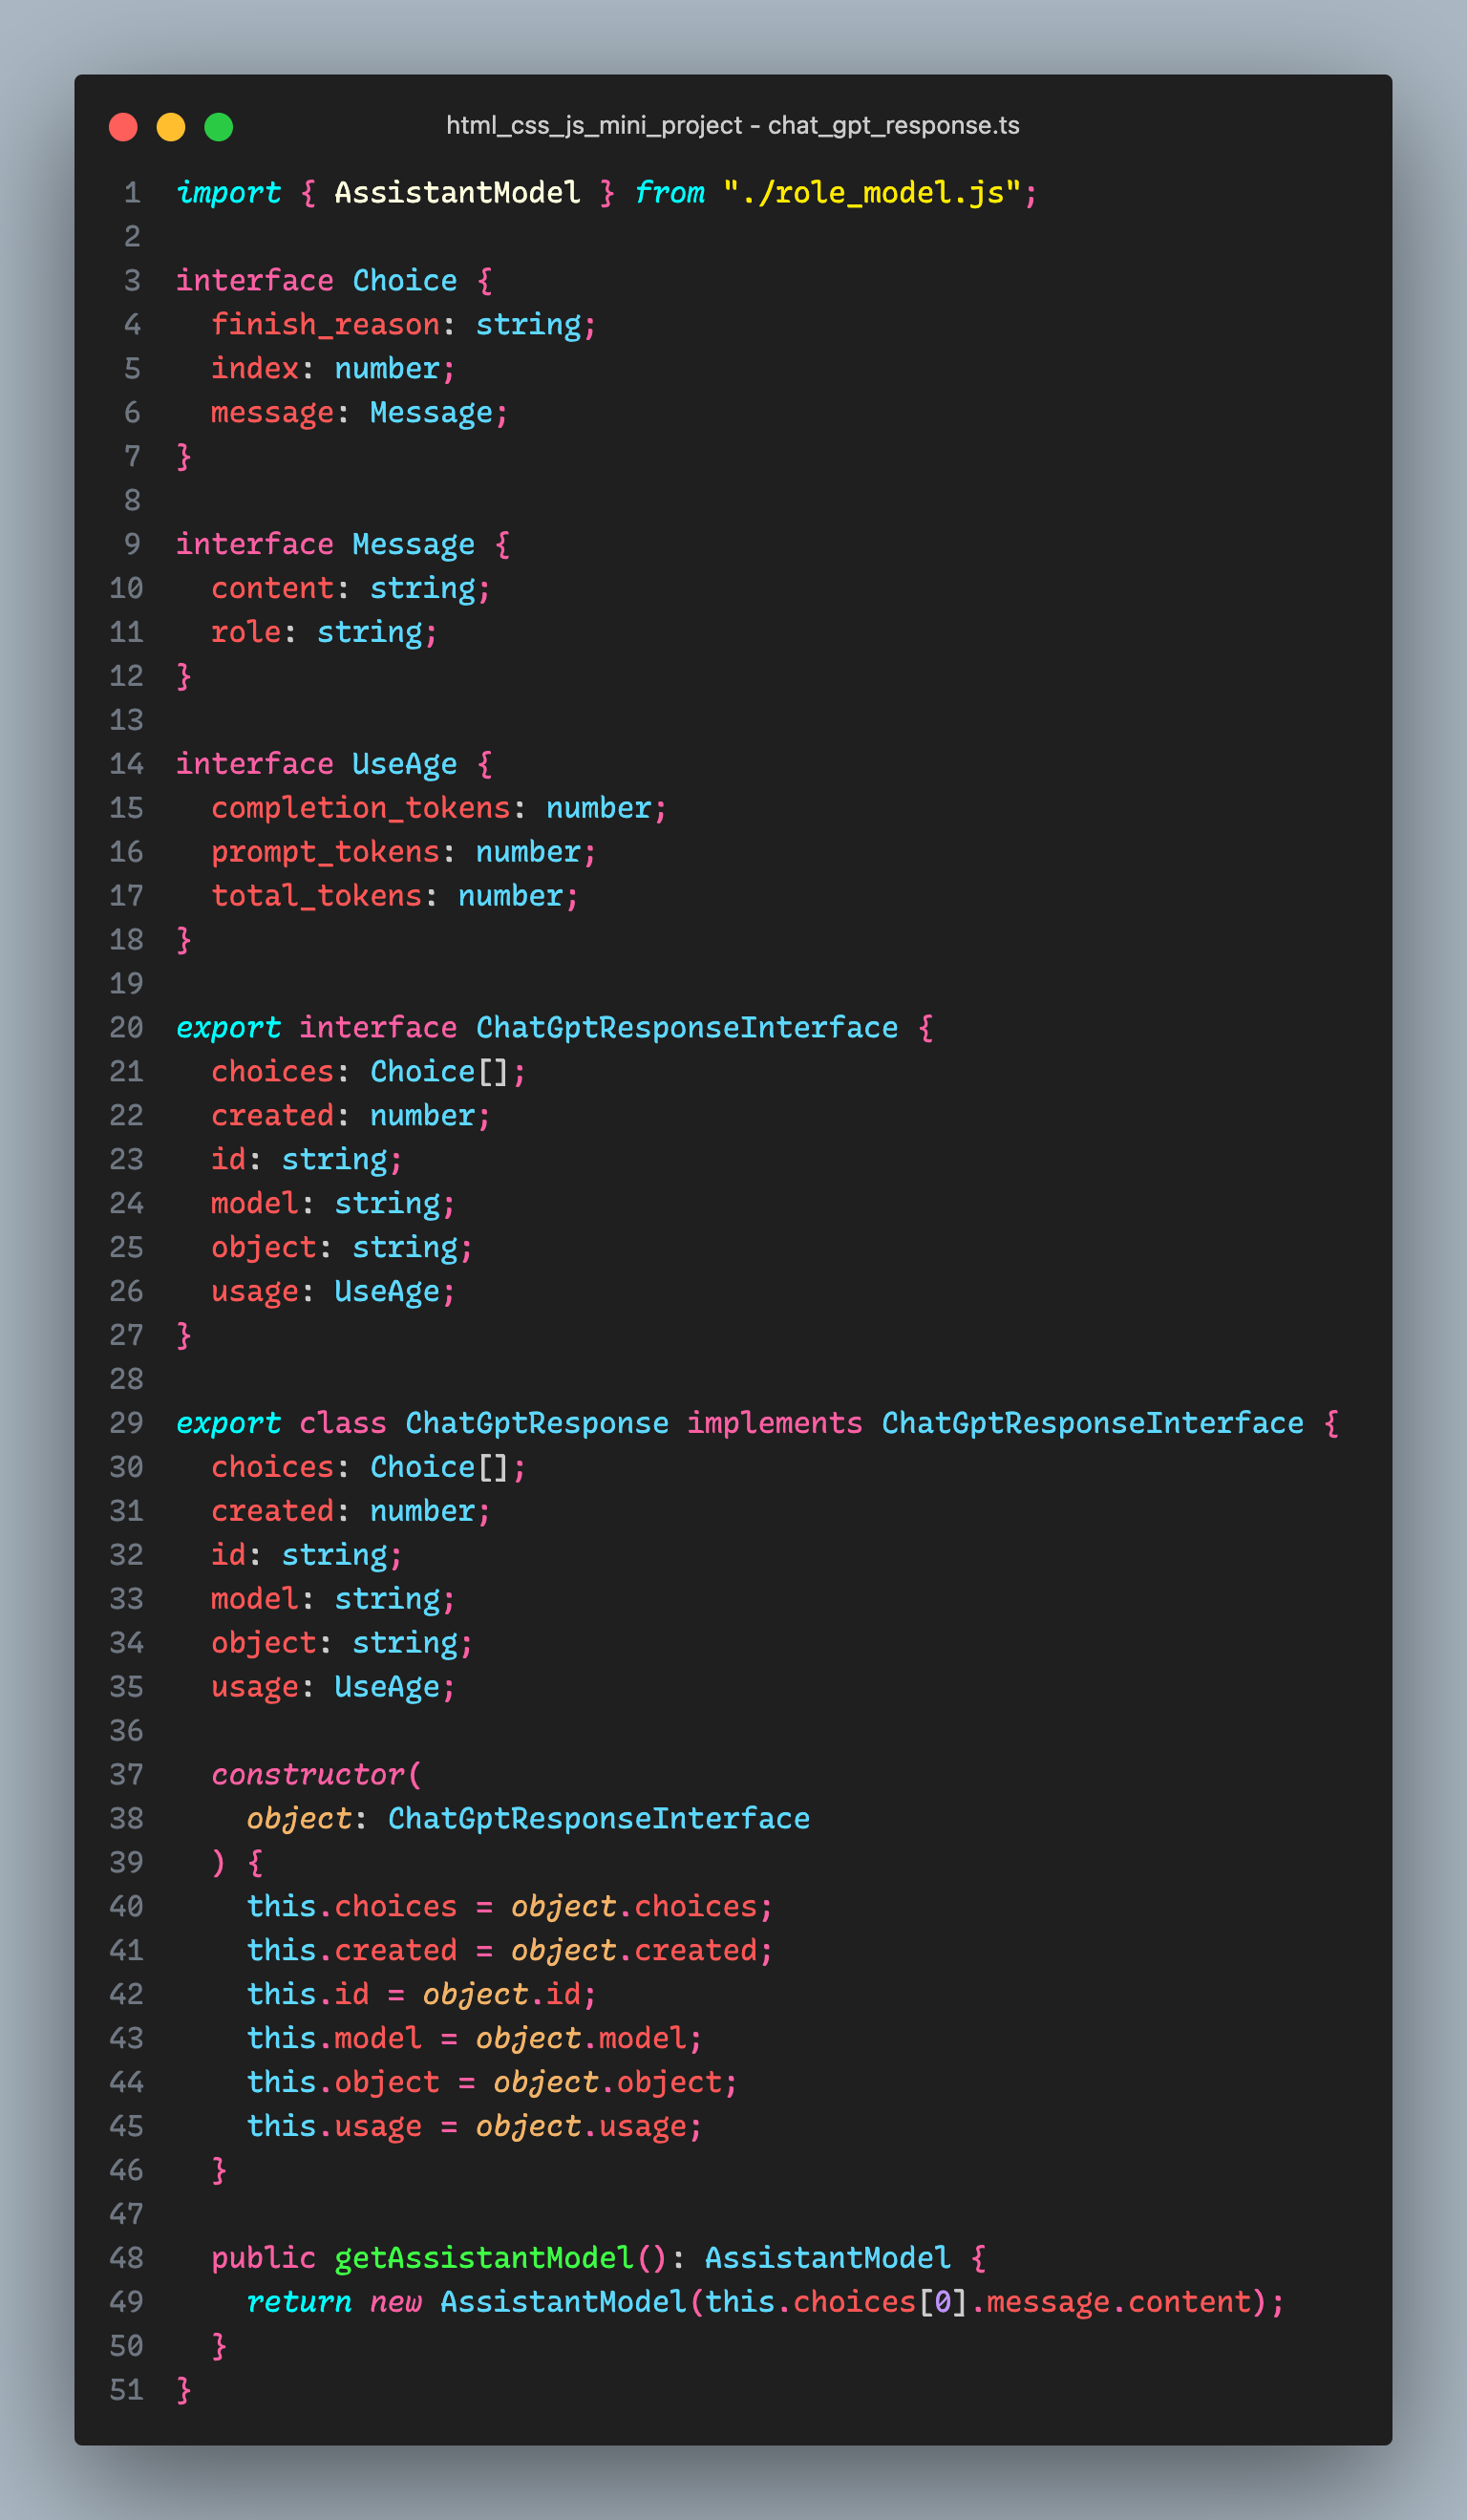 html_css_js_mini_project - chat_gpt_response.ts
1 import { AssistantModel } from "./role_model.js";
2
3 interface Choice {
4   finish_reason: string;
5   index: number;
6   message: Message;
7 }
8
9 interface Message {
10   content: string;
11   role: string;
12 }
13
14 interface UseAge {
15   completion_tokens: number;
16   prompt_tokens: number;
17   total_tokens: number;
18 }
19
20 export interface ChatGptResponseInterface {
21   choices: Choice[];
22   created: number;
23   id: string;
24   model: string;
25   object: string;
26   usage: UseAge;
27 }
28
29 export class ChatGptResponse implements ChatGptResponseInterface {
30   choices: Choice[];
31   created: number;
32   id: string;
33   model: string;
34   object: string;
35   usage: UseAge;
36
37   constructor(
38     object: ChatGptResponseInterface
39   ) {
40     this.choices = object.choices;
41     this.created = object.created;
42     this.id = object.id;
43     this.model = object.model;
44     this.object = object.object;
45     this.usage = object.usage;
46   }
47
48   public getAssistantModel(): AssistantModel {
49     return new AssistantModel(this.choices[0].message.content);
50   }
51 }